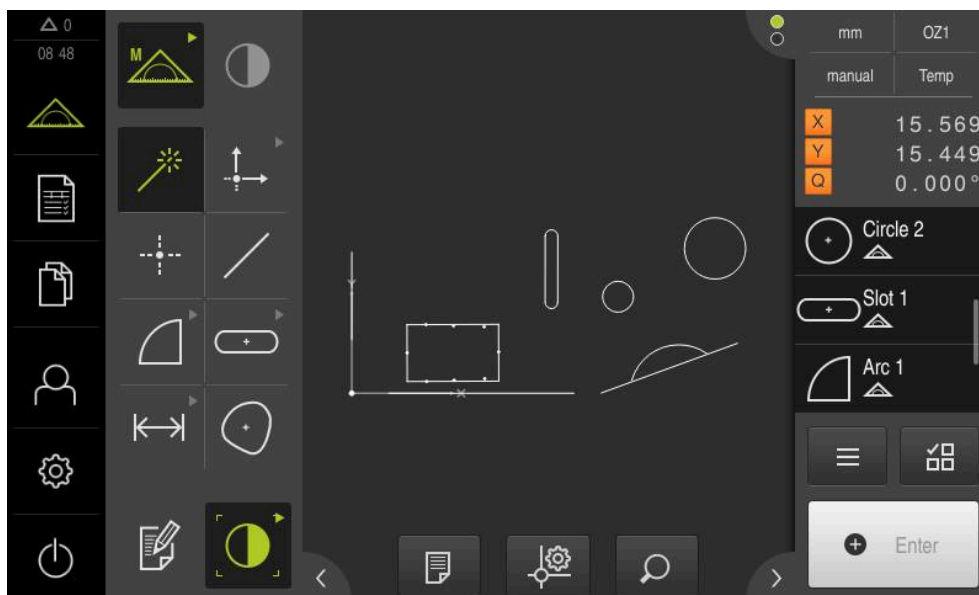 0
08 48
M
mm
OZ1
manual
Temp
X 15.569
Y 15.449
Q 0.000°
Circle 2
Slot 1
Arc 1
Enter
Y
X